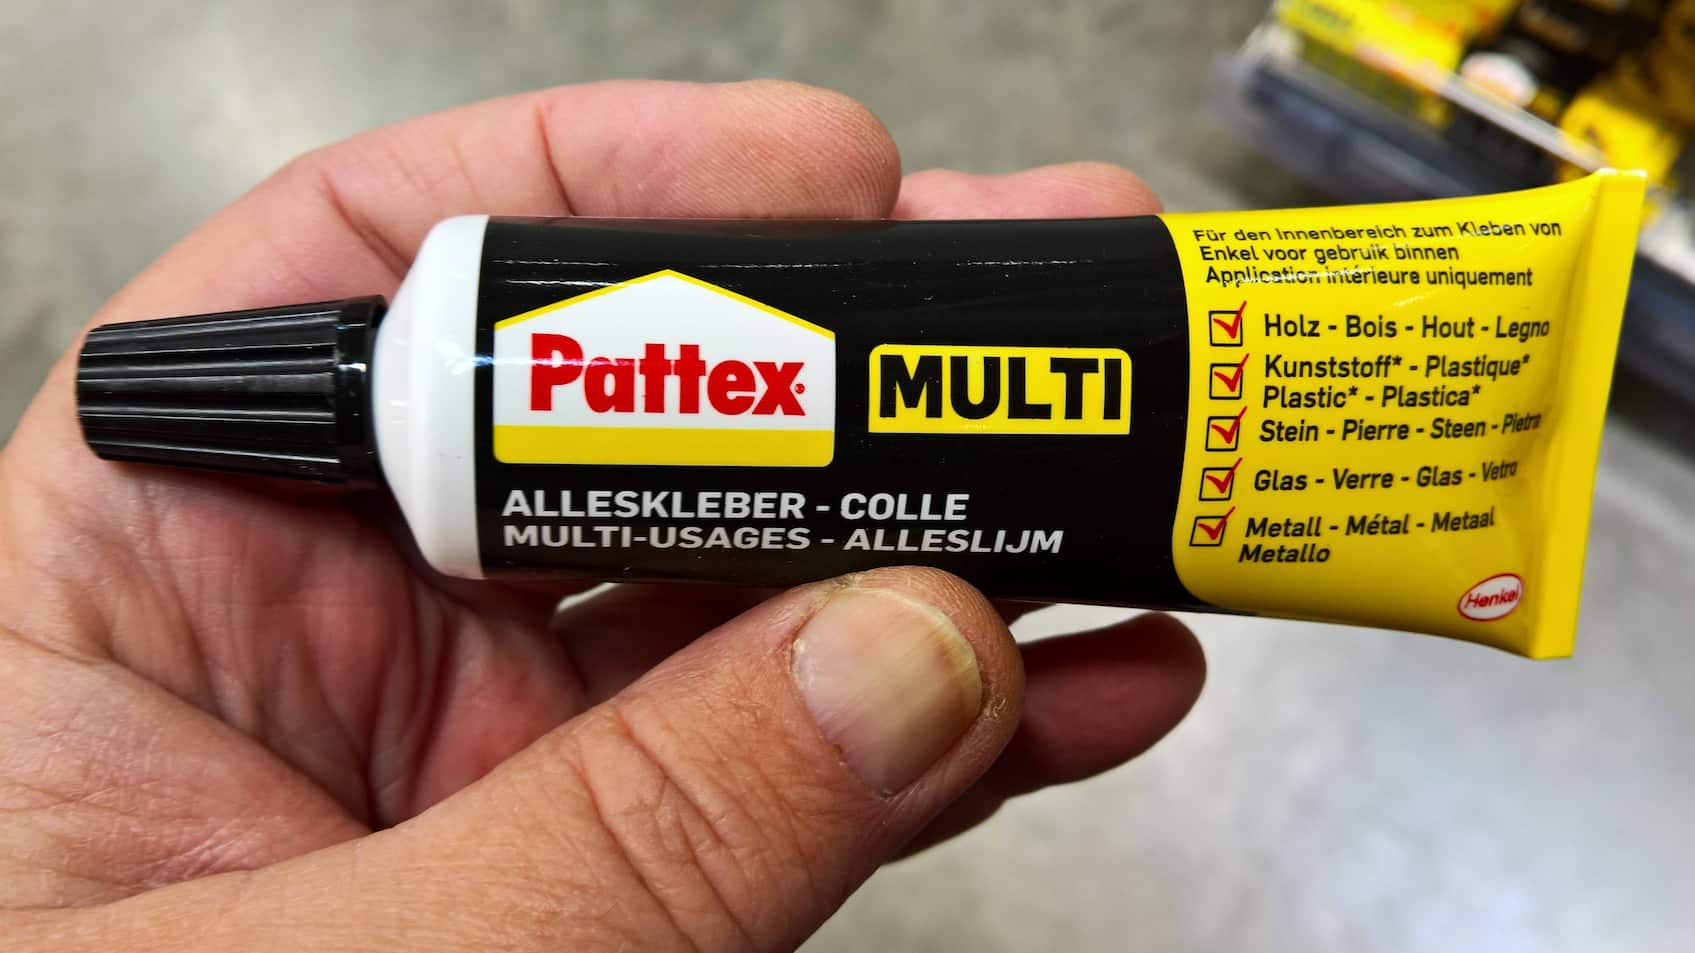 Pattex
MULTI
ALLESKLEBER - COLLE
MULTI-USAGES - ALLESLIJM
Für den Innenbereich zum Kleben von
Enkel voor gebruik binnen
Application intérieure uniquement
Holz - Bois - Hout - Legno
Kunststoff* - Plastique*
Plastic* - Plastica*
Stein - Pierre - Steen - Pietra
Glas - Verre - Glas - Vetro
Metall - Métal - Metaal
Metallo
Henkel